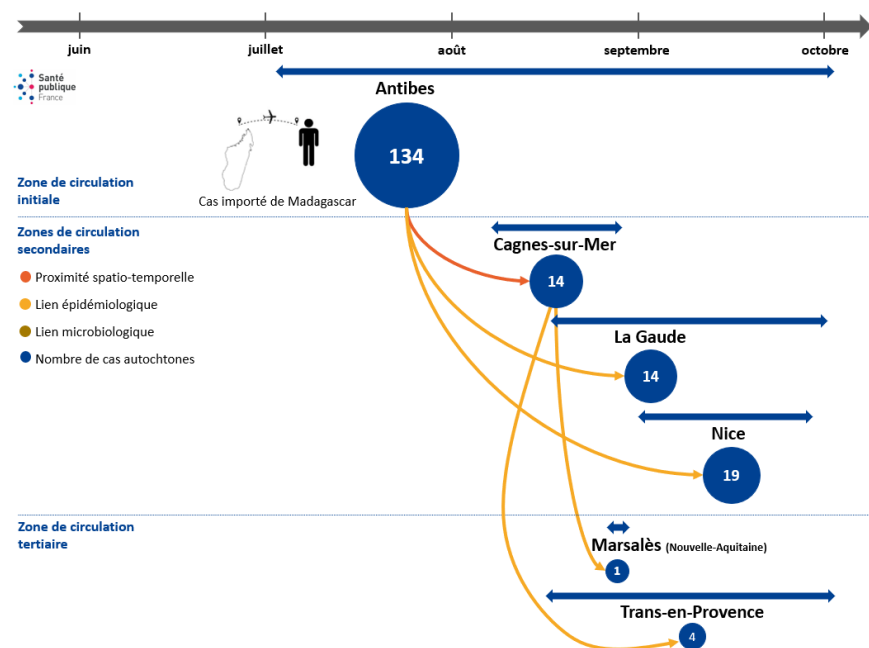 juin
juillet
août
septembre
octobre
Santé
publique
France
Antibes
134
Cas importé de Madagascar
Zone de circulation
initiale
Zones de circulation
secondaires
Proximité spatio-temporelle
Lien épidémiologique
Lien microbiologique
Nombre de cas autochtones
Cagnes-sur-Mer
14
La Gaude
14
Nice
19
Zone de circulation
tertiaire
Marsalès (Nouvelle-Aquitaine)
1
Trans-en-Provence
4